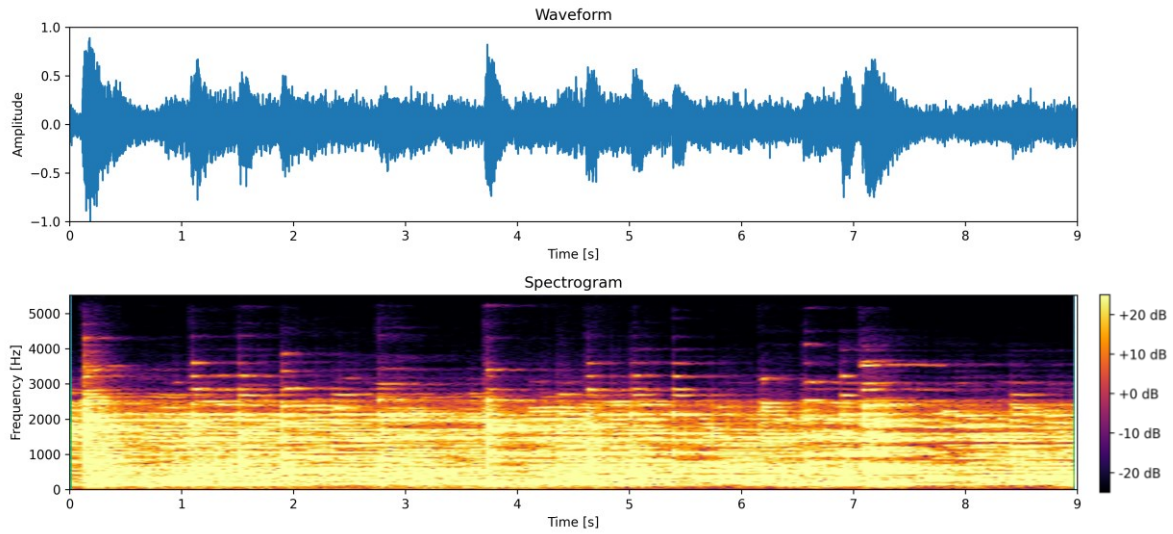 Waveform
1.0
0.5
0.0
−0.5
−1.0
Amplitude
0 1 2 3 4 5 6 7 8 9
Time [s]
Spectrogram
5000
4000
3000
2000
1000
0
Frequency [Hz]
0 1 2 3 4 5 6 7 8 9
Time [s]
+20 dB
+10 dB
+0 dB
-10 dB
-20 dB